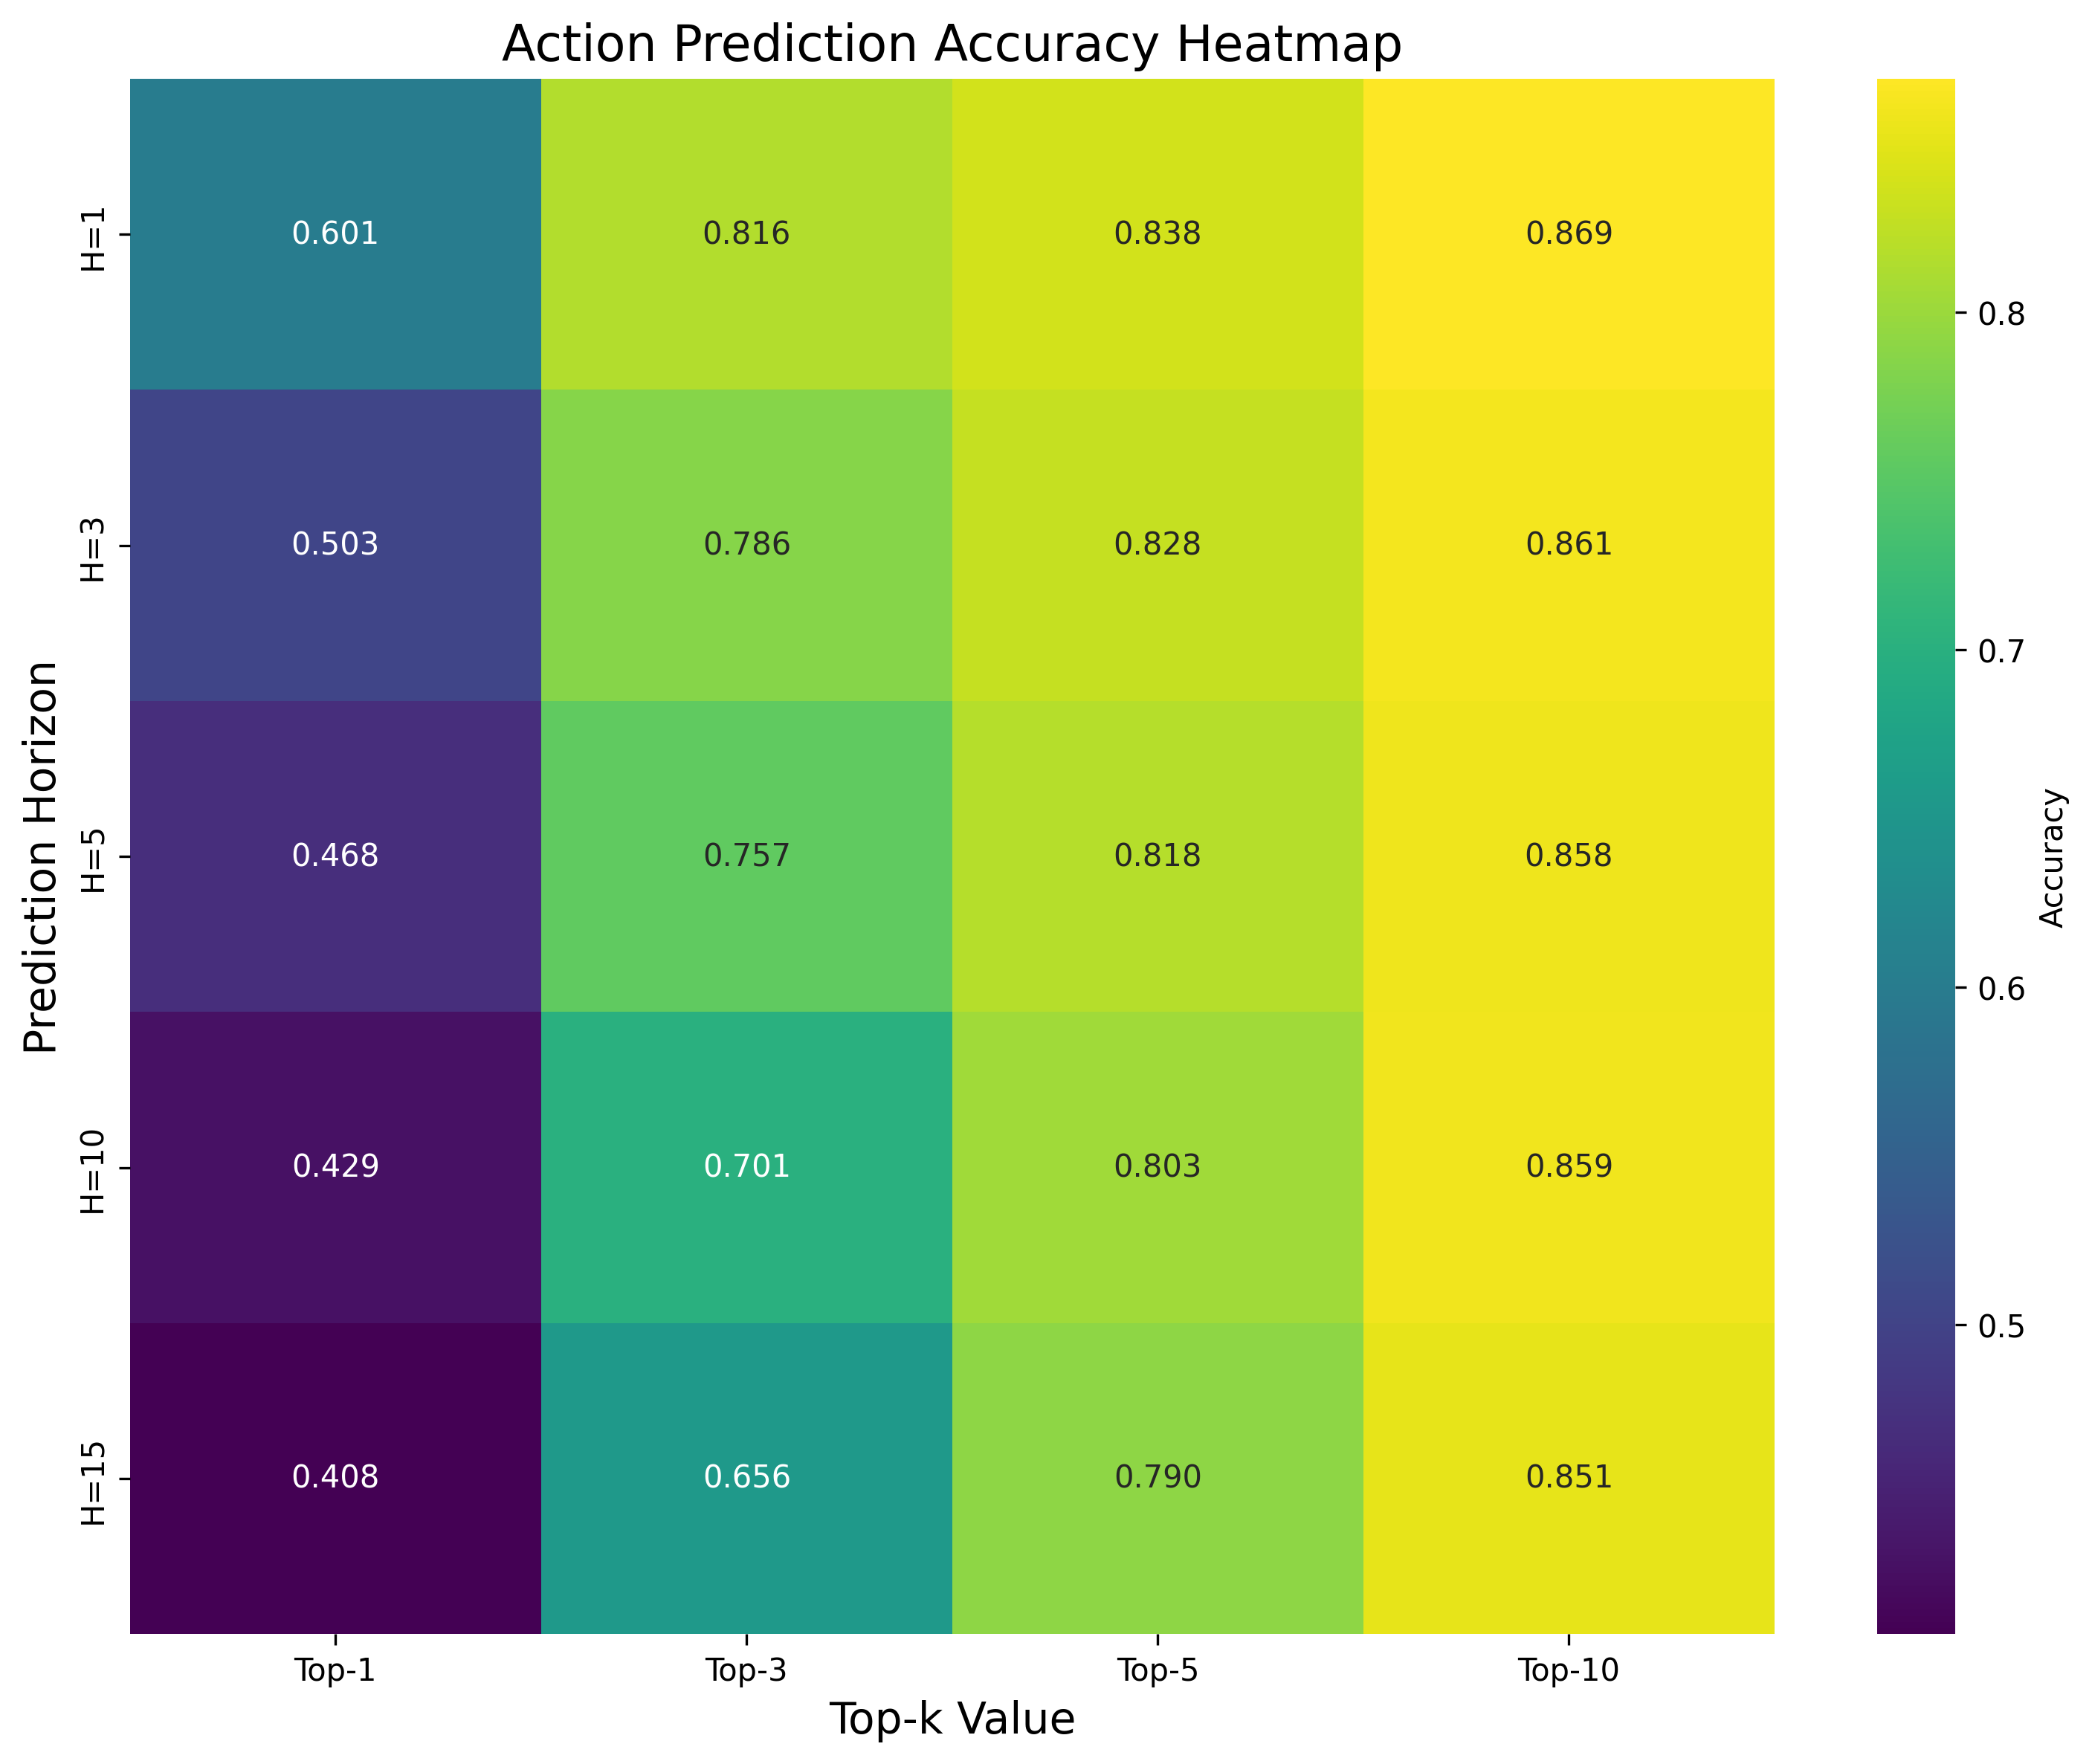 Action Prediction Accuracy Heatmap
Prediction Horizon
H=1
0.601 0.816 0.838 0.869
H=3
0.503 0.786 0.828 0.861
H=5
0.468 0.757 0.818 0.858
H=10
0.429 0.701 0.803 0.859
H=15
0.408 0.656 0.790 0.851
Top-1 Top-3 Top-5 Top-10
Top-k Value
0.8
0.7
0.6
0.5
Accuracy